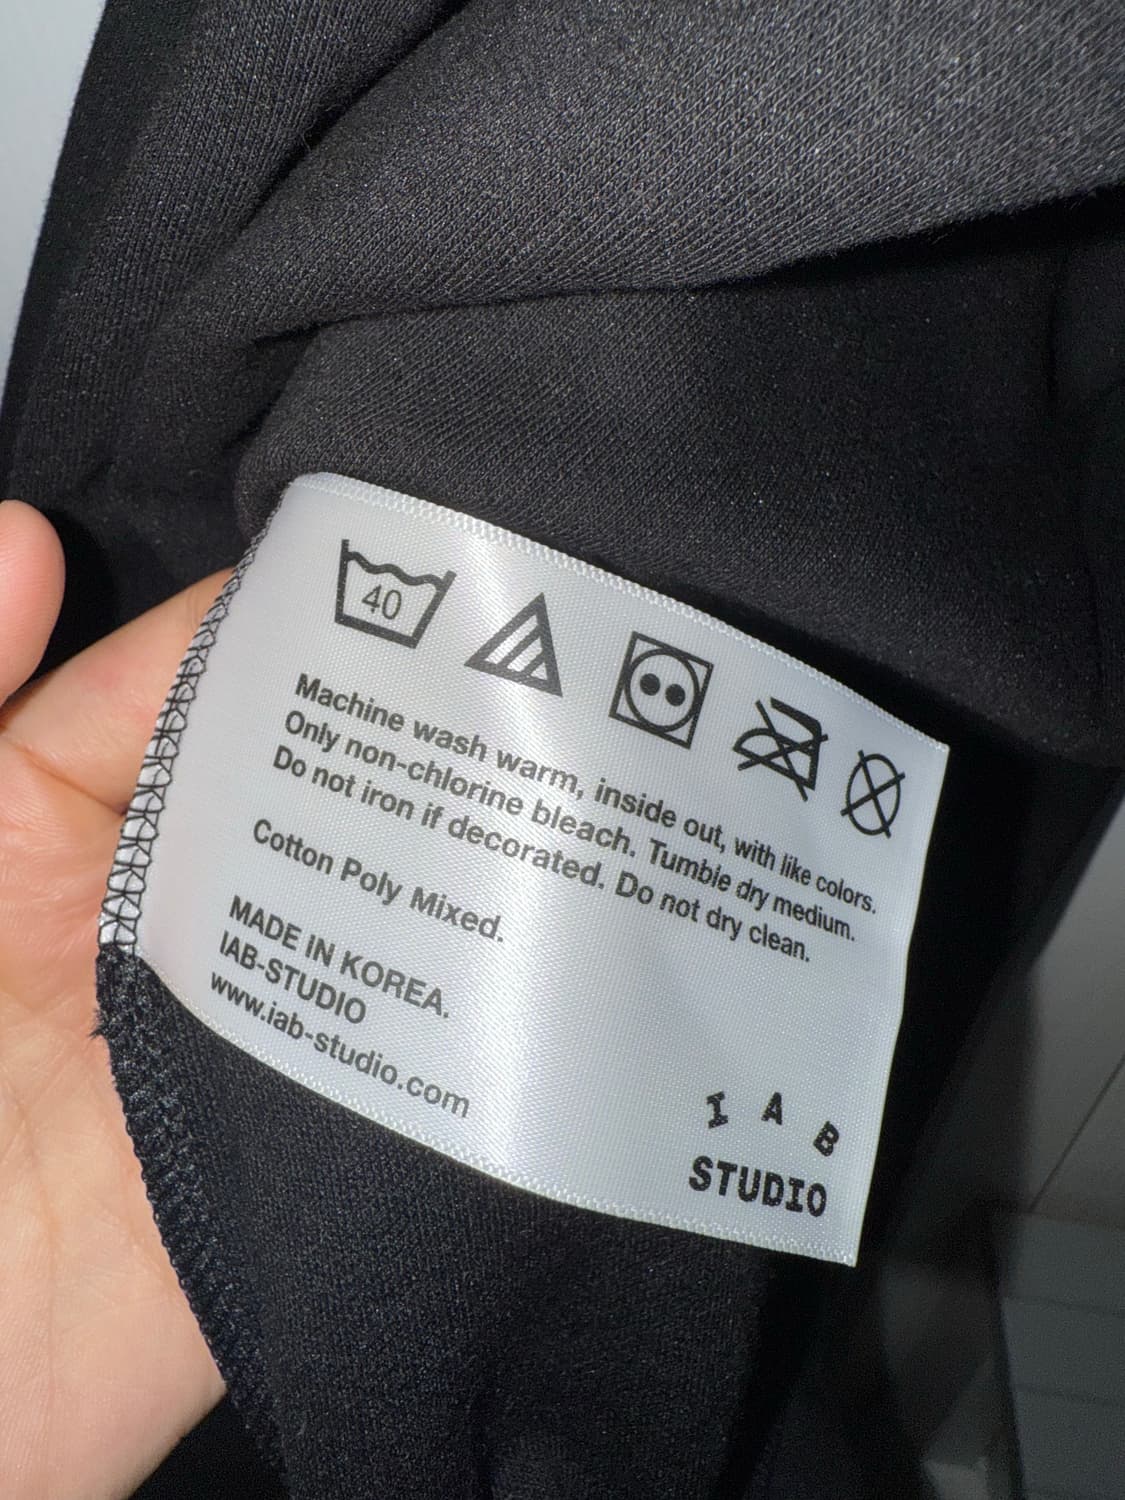 40
Machine wash warm, inside out, with like colors.
Only non-chlorine bleach. Tumble dry medium.
Do not iron if decorated. Do not dry clean.
Cotton Poly Mixed.
MADE IN KOREA.
IAB-STUDIO
www.iab-studio.com
I A B
STUDIO